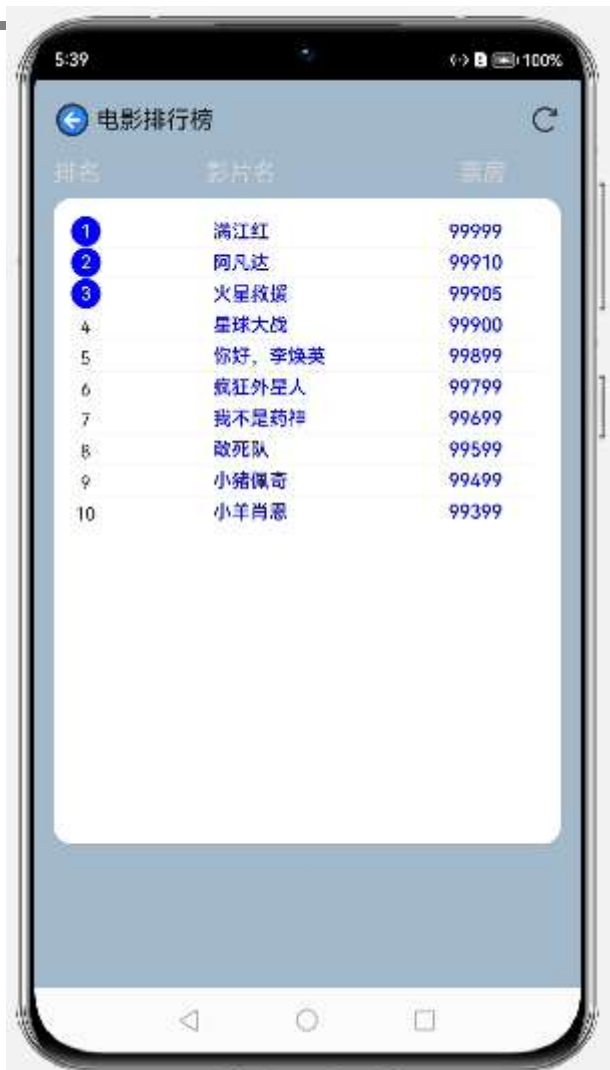 5:39 100%
电影排行榜
排名 影片名 票房
1 满江红 99999
2 阿凡达 99910
3 火星救援 99905
4 星球大战 99900
5 你好，李焕英 99899
6 疯狂外星人 99799
7 我不是药神 99699
8 敢死队 99599
9 小猪佩奇 99499
10 小羊肖恩 99399